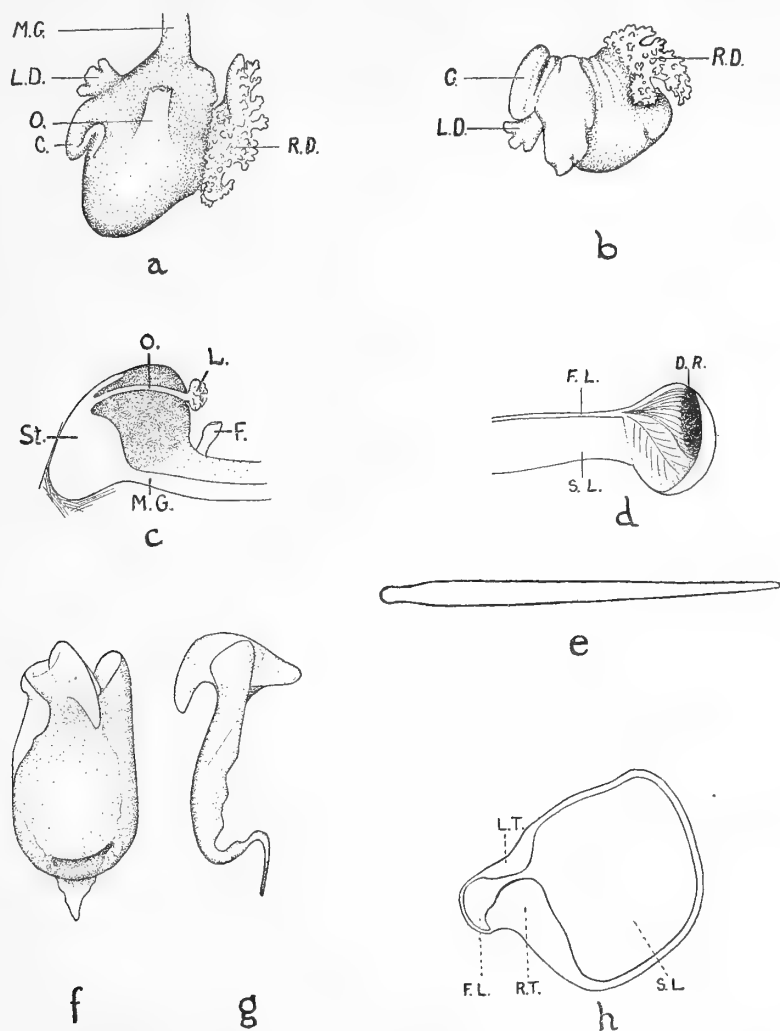 M.G.
L.D.
O.
C.
R.D.
a
C.
L.D.
R.D.
b
O.
L.
St.
F.
M.G.
c
F.L.
D.R.
S.L.
d
e
f
g
L.T.
F.L.
R.T.
S.L
h